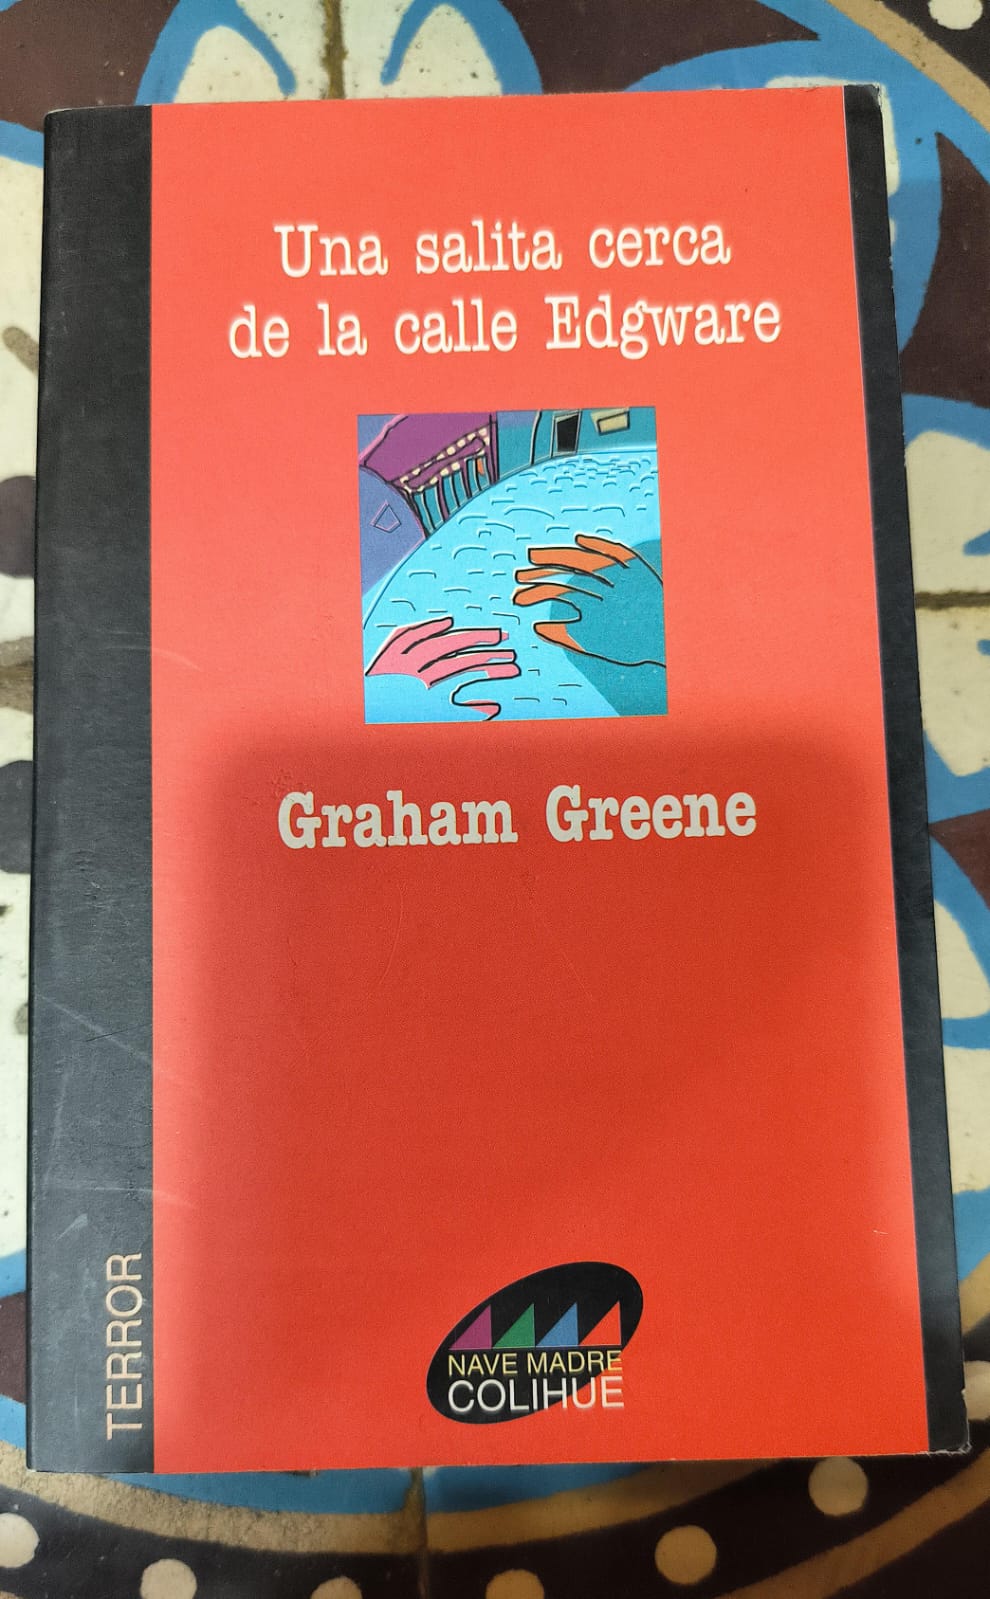 Una salita cerca
de la calle Edgware
Graham Greene
TERROR
NAVE MADRE
COLIHUE